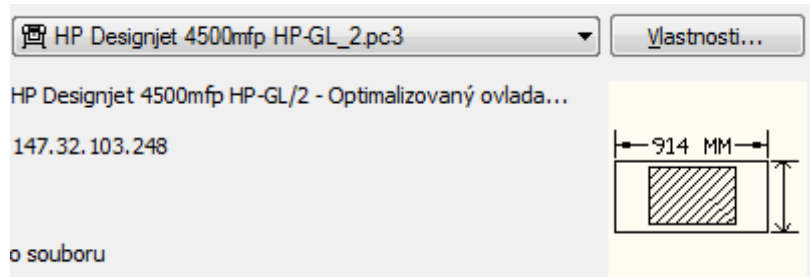 HP Designjet 4500mfp HP-GL_2.pc3
Vlastnosti...
HP Designjet 4500mfp HP-GL/2 - Optimalizovaný ovlada...
147.32.103.248
914 MM
o souboru